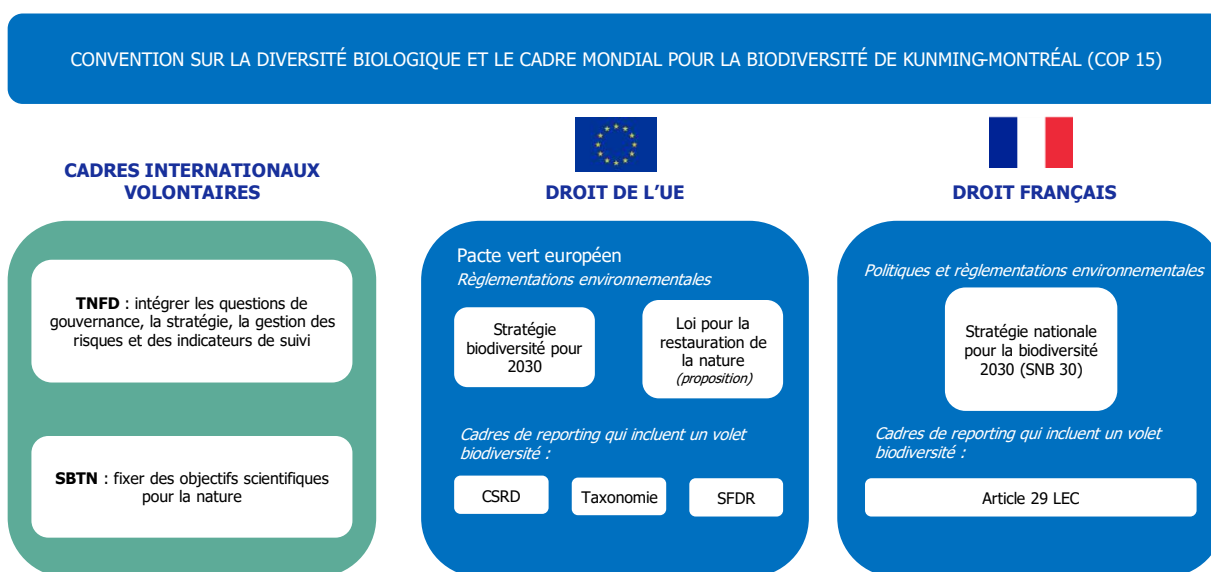 CONVENTION SUR LA DIVERSITÉ BIOLOGIQUE ET LE CADRE MONDIAL POUR LA BIODIVERSITÉ DE KUNMING-MONTRÉAL (COP 15)
CADRES INTERNATIONAUX
VOLONTAIRES
TNFD : intégrer les questions de
gouvernance, la stratégie, la gestion des
risques et des indicateurs de suivi
SBTN : fixer des objectifs scientifiques
pour la nature
DROIT DE L'UE
Pacte vert européen
Règlementations environnementales
Stratégie
biodiversité pour
2030
Loi pour la
restauration de
la nature
(proposition)
Cadres de reporting qui incluent un volet
biodiversité :
CSRD
Taxonomie
SFDR
DROIT FRANÇAIS
Politiques et règlementations environnementales
Stratégie nationale
pour la biodiversité
2030 (SNB 30)
Cadres de reporting qui incluent un volet
biodiversité :
Article 29 LEC